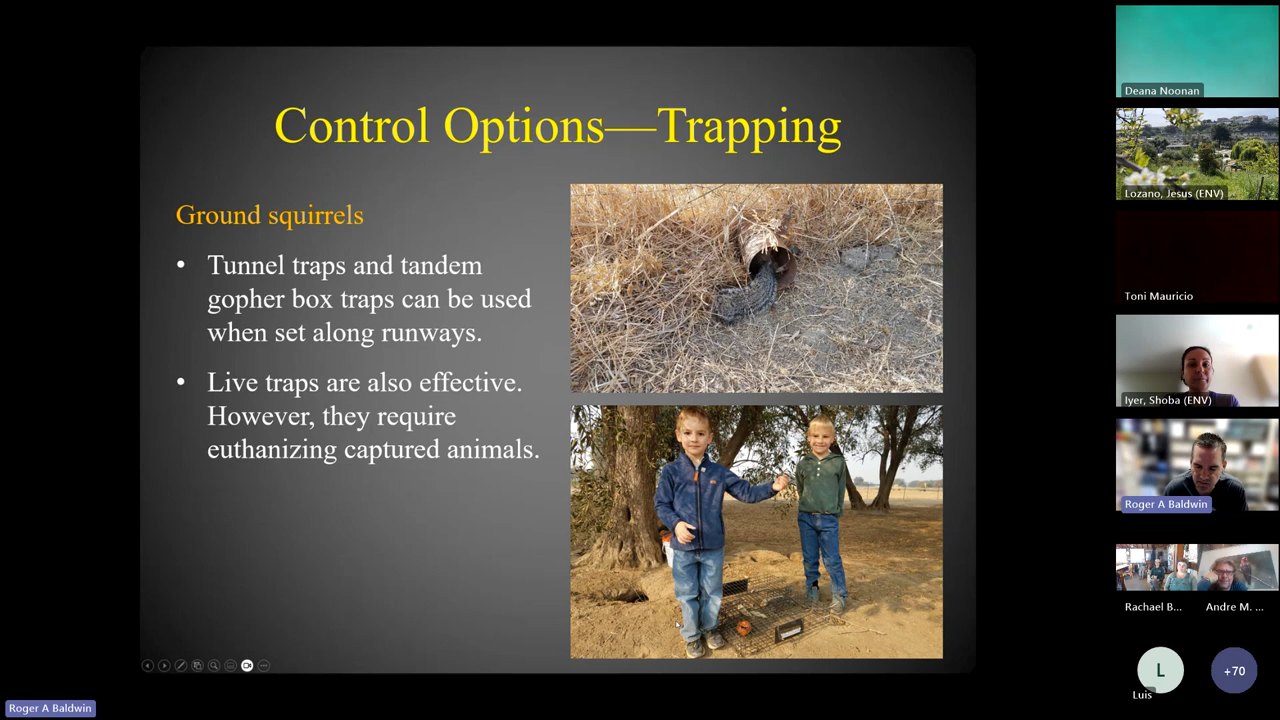 Control Options—Trapping
Ground squirrels
• Tunnel traps and tandem
gopher box traps can be used
when set along runways.
• Live traps are also effective.
However, they require
euthanizing captured animals.
Deana Noonan
Lozano, Jesus (ENV)
Toni Mauricio
Iyer, Shoba (ENV)
Roger A Baldwin
Rachael B... Andre M. ...
L +70
Luis
Roger A Baldwin